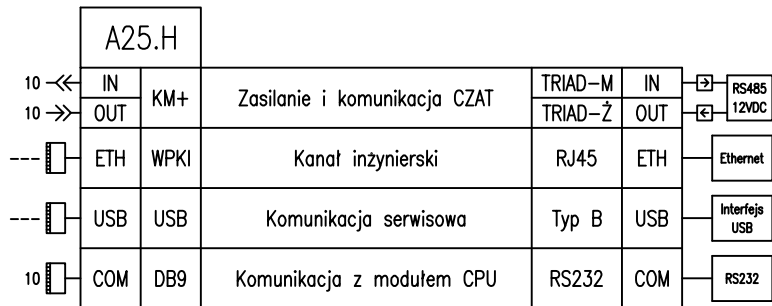 A25.H
10 IN KM+ Zasilanie i komunikacja CZAT TRIAD-M IN RS485
10 OUT TRIAD-Ż OUT 12VDC
--- ETH WPKI Kanał inżynierski RJ45 ETH Ethernet
--- USB USB Komunikacja serwisowa Typ B USB Interfejs USB
10 COM DB9 Komunikacja z modułem CPU RS232 COM RS232